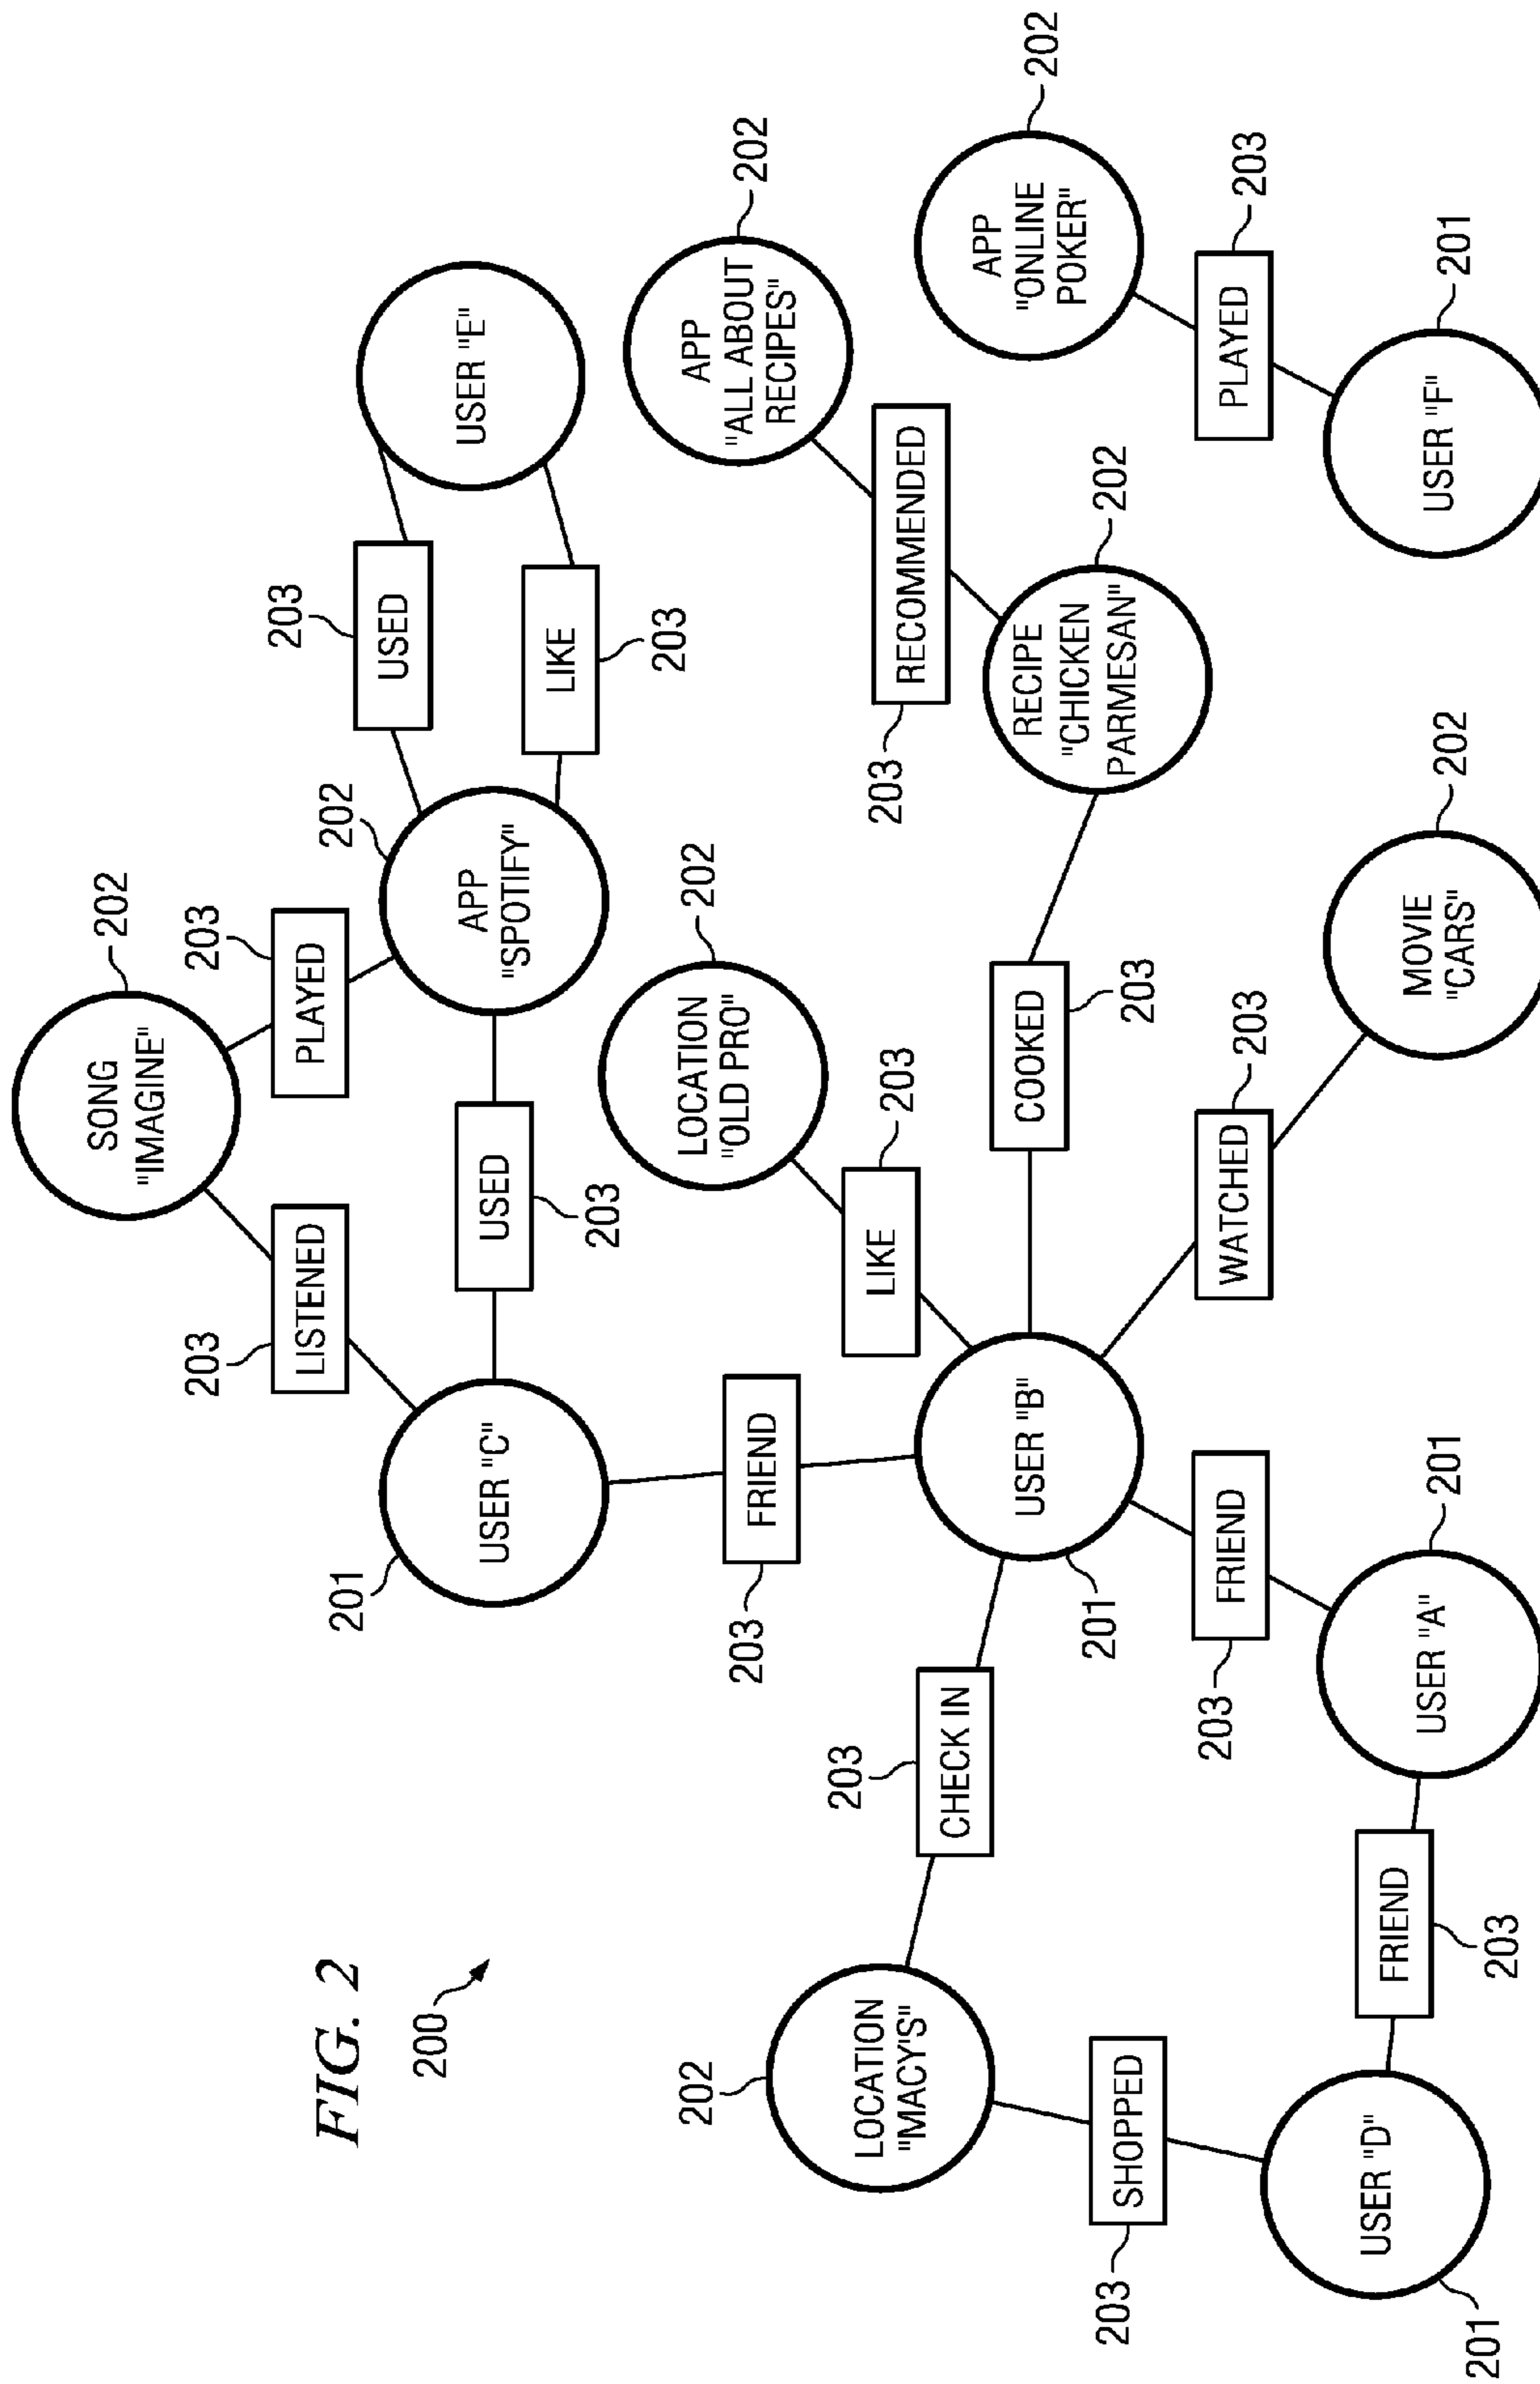 FIG. 2
200
SONG
"IMAGINE"
202
203
203
203
LISTENED
PLAYED
201
202
USED
USER "C"
USED
APP
"SPOTIFY"
USER "E"
LIKE
203
203
202
LOCATION
"OLD PRO"
202
APP
"ALL ABOUT
RECIPES"
202
203
FRIEND
203
LOCATION
"MACY'S"
LIKE
203
203
RECOMMENDED
CHECK IN
USER "B"
COOKED
RECIPE
"CHICKEN
PARMESAN"
202
APP
"ONLINE
POKER"
202
203
SHOPPED
201
203
203
FRIEND
WATCHED
203
PLAYED
203
USER "D"
FRIEND
USER "A"
201
MOVIE
"CARS"
202
USER "F"
201
201
203